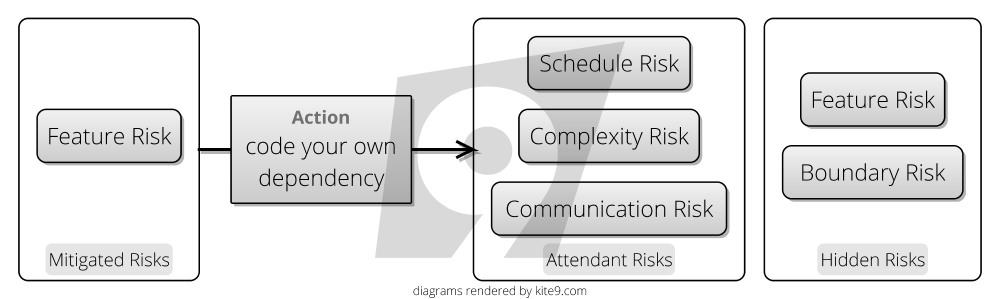 Feature Risk
Mitigated Risks
Action
code your own
dependency
Schedule Risk
Complexity Risk
Communication Risk
Attendant Risks
Feature Risk
Boundary Risk
Hidden Risks
diagrams rendered by kite9.com